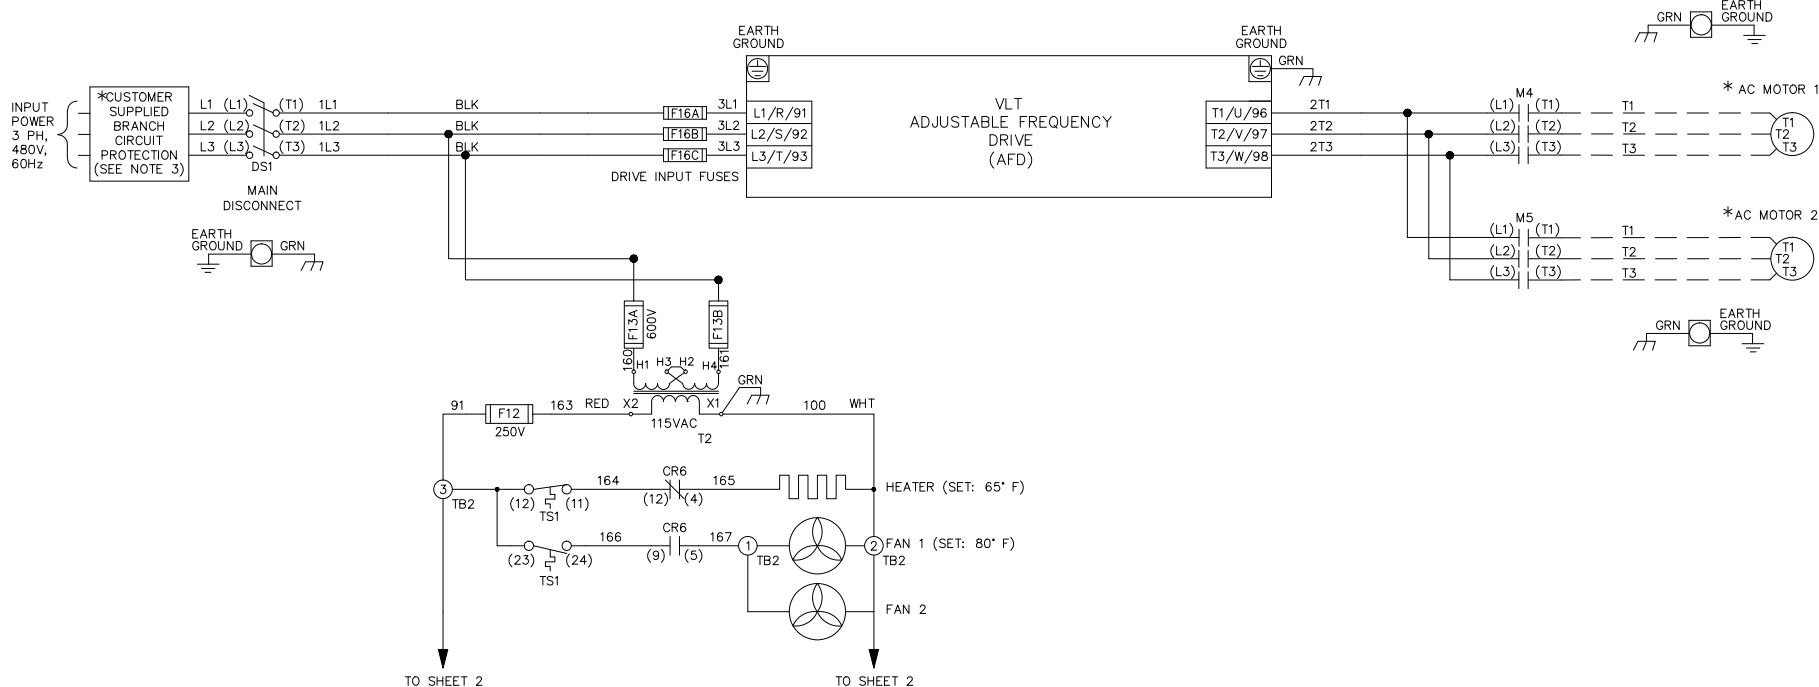 INPUT
POWER
3 PH,
480V,
60Hz
*CUSTOMER
SUPPLIED
BRANCH
CIRCUIT
PROTECTION
(SEE NOTE 3)
L1 (L1) (T1) 1L1 BLK F16A 3L1 L1/R/91
L2 (L2) (T2) 1L2 BLK F16B 3L2 L2/S/92
L3 (L3) (T3) 1L3 BLK F16C 3L3 L3/T/93
DS1
MAIN
DISCONNECT
DRIVE INPUT FUSES
EARTH
GROUND
GRN
EARTH
GROUND
VLT
ADJUSTABLE FREQUENCY
DRIVE
(AFD)
EARTH
GROUND
GRN
T1/U/96 2T1
T2/V/97 2T2
T3/W/98 2T3
GRN
EARTH
GROUND
M4
* AC MOTOR 1
(L1) (T1) T1 T1
(L2) (T2) T2 T2
(L3) (T3) T3 T3
M5
*AC MOTOR 2
(L1) (T1) T1 T1
(L2) (T2) T2 T2
(L3) (T3) T3 T3
GRN
EARTH
GROUND
F13A
600V
F13B
160
161
H1 H3 H2 H4
GRN
91 F12 163 RED X2 X1 100 WHT
250V
115VAC
T2
3
TB2
(12) (11)
TS1
164
CR6
(12) (4)
165
HEATER (SET: 65° F)
(23) (24)
TS1
166
CR6
(9) (5)
167
1
TB2
2
TB2
FAN 1 (SET: 80° F)
FAN 2
TO SHEET 2
TO SHEET 2